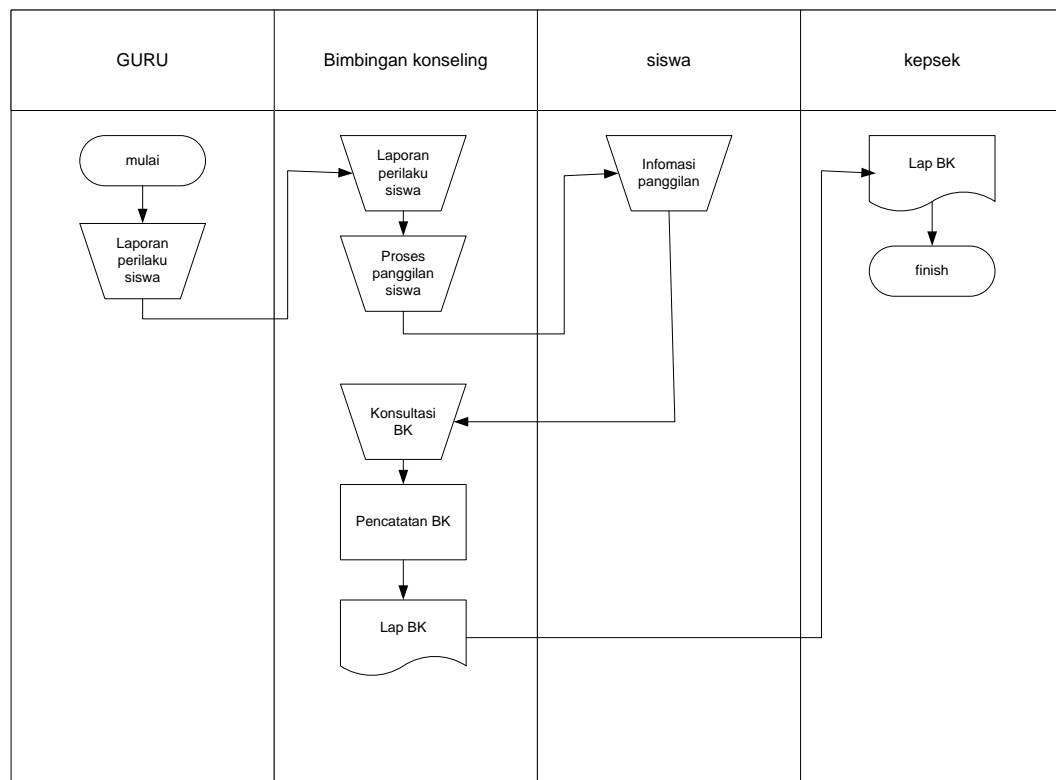 GURU
Bimbingan konseling
siswa
kepsek
mulai
Laporan
perilaku
siswa
Laporan
perilaku
siswa
Proses
panggilan
siswa
Konsultasi
BK
Pencatatan BK
Lap BK
Infomasi
panggilan
Lap BK
finish